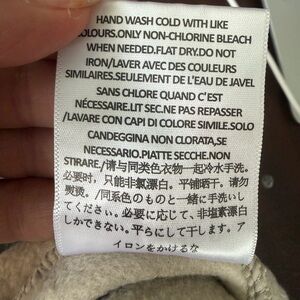 HAND WASH COLD WITH LIKE
COLOURS.ONLY NON-CHLORINE BLEACH
WHEN NEEDED.FLAT DRY.DO NOT
IRON/LAVER AVEC DES COULEURS
SIMILAIRES.SEULEMENT DE L'EAU DE JAVEL
SANS CHLORE QUAND C'EST
NÉCESSAIRE.LIT SEC.NE PAS REPASSER
/LAVARE CON CAPI DI COLORE SIMILE.SOLO
CANDEGGINA NON CLORATA,SE
NECESSARIO.PIATTE SECCHE.NON
STIRARE./请与同类色衣物一起冷水手洗。
必要时，只能非氯漂白。平铺晒干。请勿
熨烫。/同系色のものと一緒に手洗いし
てください。必要に応じて、非塩素漂白
しかできない。平らにして干します。ア
イロンをかけるな